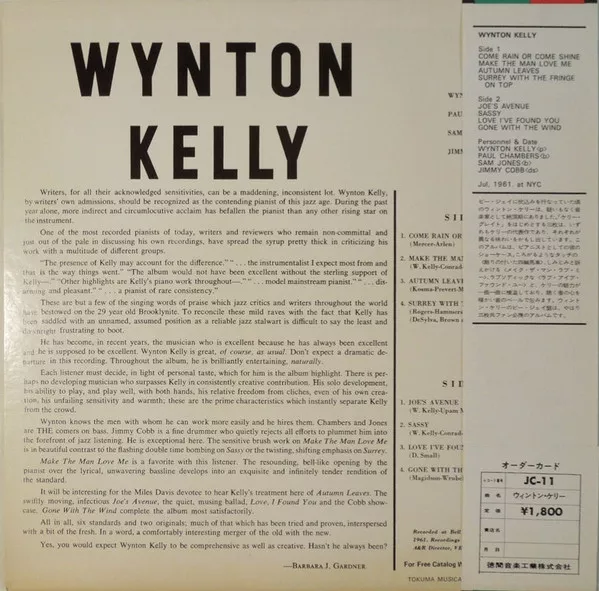 WYNTON
KELLY
Writers, for all their acknowledged sensitivities, can be a maddening, inconsistent lot. Wynton Kelly,
by writers' own admissions, should be recognized as the contending pianist of this jazz age. During the past
year alone, more indirect and circumlocutive acclaim has befallen the pianist than any other rising star on
the instrument.
One of the most recorded pianists of today, writers and reviewers who remain non-committal and
just out of the pale in discussing his own recordings, have spread the syrup pretty thick in criticizing his
work with a multitude of different groups.
"The presence of Kelly may account for the difference." " . . . the instrumentalist I expect most from and
that is the way things went." "The album would not have been excellent without the sterling support of
Kelly—." "Other highlights are Kelly's piano work throughout—." " . . . model mainstream pianist." " . . . dis-
arming and pleasant." " . . . a pianist of rare consistency."
These are but a few of the singing words of praise which jazz critics and writers throughout the world
have bestowed on the 29 year old Brooklynite. To reconcile these mild raves with the fact that Kelly has
been saddled with an unnamed, assumed position as a reliable jazz stalwart is difficult to say the least and
downright frustrating to boot.
He has become, in recent years, the musician who is excellent because he has always been excellent
and he is supposed to be excellent. Wynton Kelly is great, of course, as usual. Don't expect a dramatic de-
parture in this recording. Throughout the album, he is brilliantly entertaining, naturally.
Each listener must decide, in light of personal taste, which for him is the album highlight. There is per-
haps no developing musician who surpasses Kelly in consistently creative contribution. His solo development,
his ability to play, and play well, with both hands, his relative freedom from cliches, even of his own crea-
tion, his unfailing sensitivity and warmth; these are the prime characteristics which instantly separate Kelly
from the crowd.
Wynton knows the men with whom he can work more easily and he hires them. Chambers and Jones
are THE comers on bass. Jimmy Cobb is a fine drummer who quietly rejects all efforts to plummet him into
the forefront of jazz listening. He is exceptional here. The sensitive brush work on Make The Man Love Me
is in beautiful contrast to the flashing double time bombing on Sassy or the twisting, shifting emphasis on Surrey.
Make The Man Love Me is a favorite with this listener. The resounding, bell-like opening by the
pianist over the lyrical, unwavering bassline develops into an exquisite and infinitely tender rendition of
the standard.
It will be interesting for the Miles Davis devotee to hear Kelly's treatment here of Autumn Leaves. The
swiftly moving, infectious Joe's Avenue, the quiet, musing ballad, Love, I Found You and the Cobb show-
case, Gone With The Wind complete the album most satisfactorily.
All in all, six standards and two originals; much of that which has been tried and proven, interspersed
with a bit of the fresh. In a word, a comfortably interesting merger of the old with the new.
Yes, you would expect Wynton Kelly to be comprehensive as well as creative. Hasn't he always been?
—BARBARA J. GARDNER
WYN
PAU
SAM
JIM
SID
1. COME RAIN OR
(Mercer-Arlen)
2. MAKE THE MA
(W. Kelly-Conrad
3. AUTUMN LEAVE
(Kosma-Prevert-M
4. SURREY WITH
(Rogers-Hammers
(DeSylva, Brown
SID
1. JOE'S AVENUE
(W. Kelly-Upam
2. SASSY
(W. Kelly-Conrad
3. LOVE I'VE FOU
(D. Small)
4. GONE WITH TH
(Magidson-Wrube
Recorded at Bell
1961. Recording
A&R Director, VE
For Free Catalog W
TOKUMA MUSICA
WYNTON KELLY
Side 1
COME RAIN OR COME SHINE
MAKE THE MAN LOVE ME
AUTUMN LEAVES
SURREY WITH THE FRINGE
ON TOP
Side 2
JOE'S AVENUE
SASSY
LOVE I'VE FOUND YOU
GONE WITH THE WIND
Personnel & Date
WYNTON KELLY(p)
PAUL CHAMBERS(b)
SAM JONES(b)
JIMMY COBB(ds)
Jul, 1961. at NYC
オーダーカード
レコード番号 JC-11
曲名 ウィントン・ケリー
定価 ¥1,800
月日
徳間音楽工業株式会社